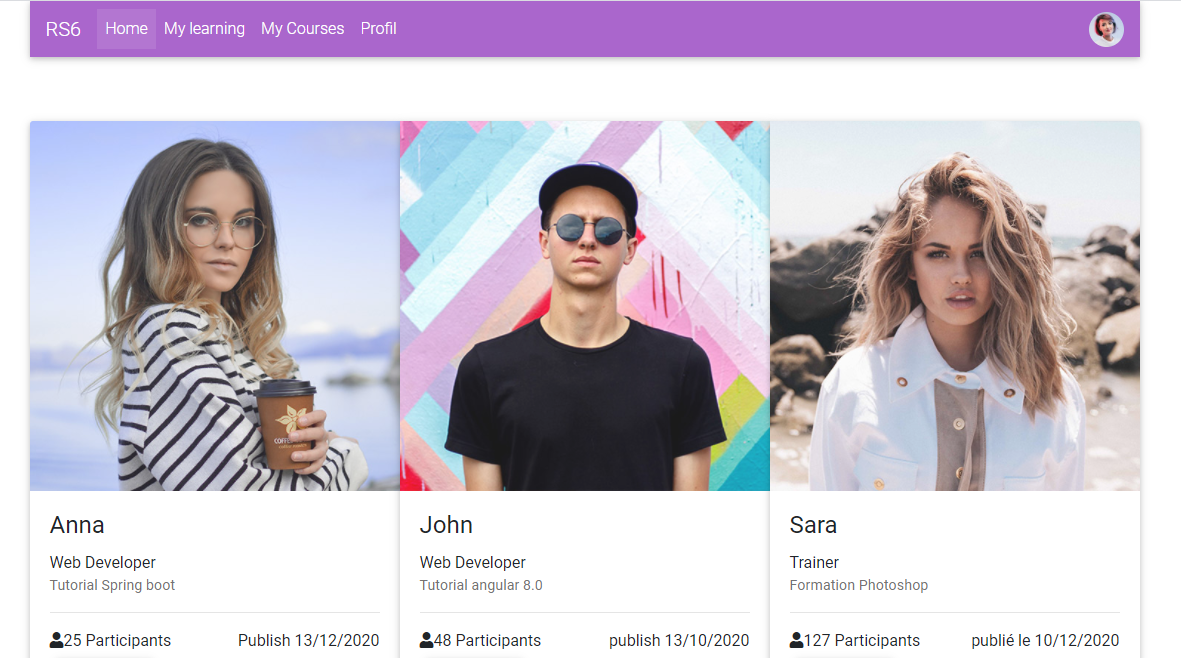 RS6 Home My learning My Courses Profil
Anna
Web Developer
Tutorial Spring boot
25 Participants Publish 13/12/2020
John
Web Developer
Tutorial angular 8.0
48 Participants publish 13/10/2020
Sara
Trainer
Formation Photoshop
127 Participants publié le 10/12/2020